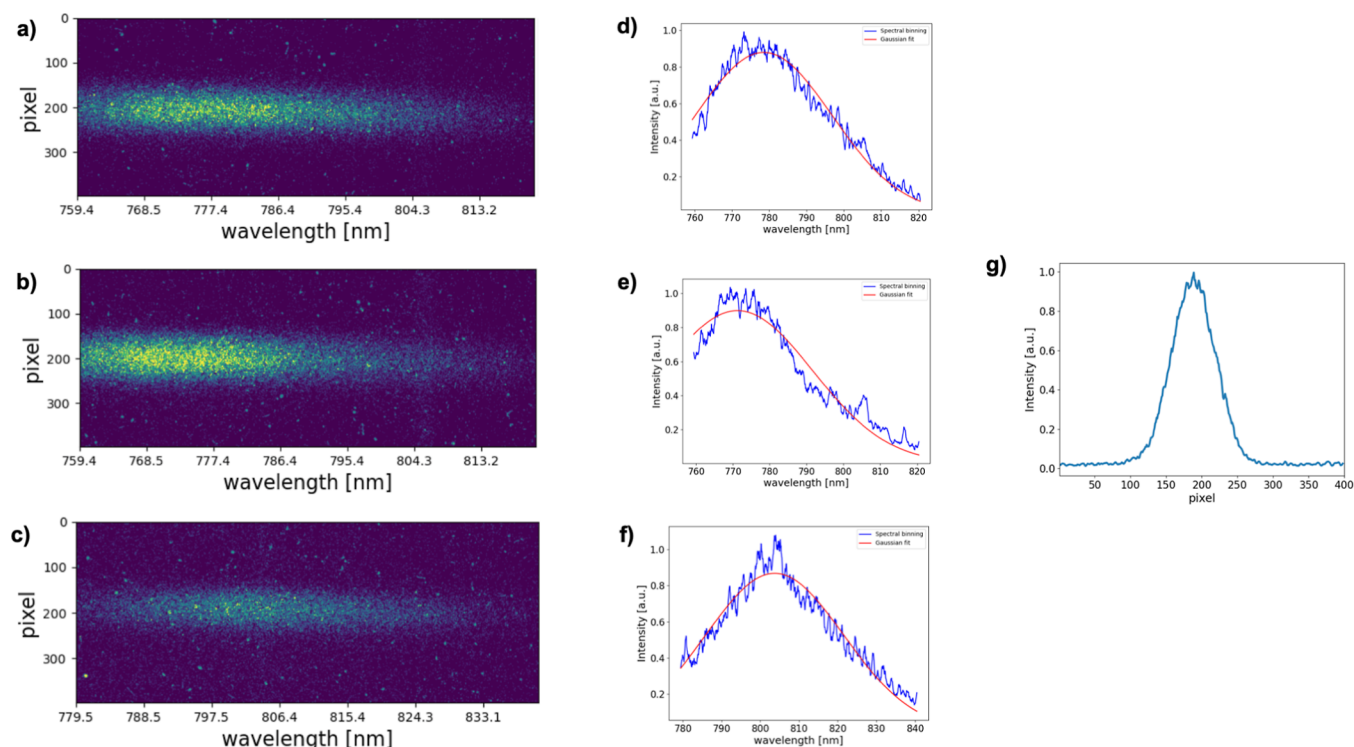 a)
0
100
200
300
pixel
759.4 768.5 777.4 786.4 795.4 804.3 813.2
wavelength [nm]
b)
0
100
200
300
pixel
759.4 768.5 777.4 786.4 795.4 804.3 813.2
wavelength [nm]
c)
0
100
200
300
pixel
779.5 788.5 797.5 806.4 815.4 824.3 833.1
wavelength [nm]
d)
Spectral binning
Gaussian fit
1.0
0.8
0.6
0.4
0.2
Intensity [a.u.]
760 770 780 790 800 810 820
wavelength [nm]
e)
Spectral binning
Gaussian fit
1.0
0.8
0.6
0.4
0.2
0.0
Intensity [a.u.]
760 770 780 790 800 810 820
wavelength [nm]
f)
Spectral binning
Gaussian fit
1.0
0.8
0.6
0.4
0.2
Intensity [a.u.]
780 790 800 810 820 830 840
wavelength [nm]
g)
1.0
0.8
0.6
0.4
0.2
0.0
Intensity [a.u.]
50 100 150 200 250 300 350 400
pixel